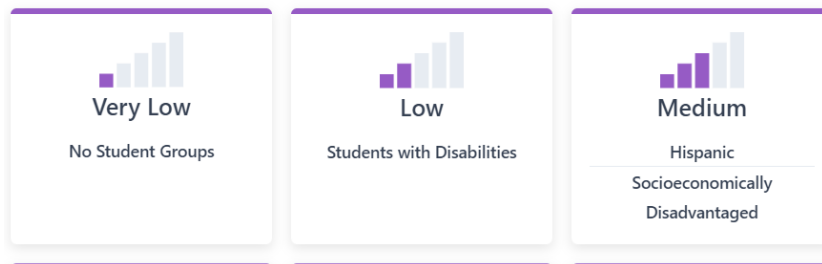 Very Low
No Student Groups
Low
Students with Disabilities
Medium
Hispanic
Socioeconomically
Disadvantaged